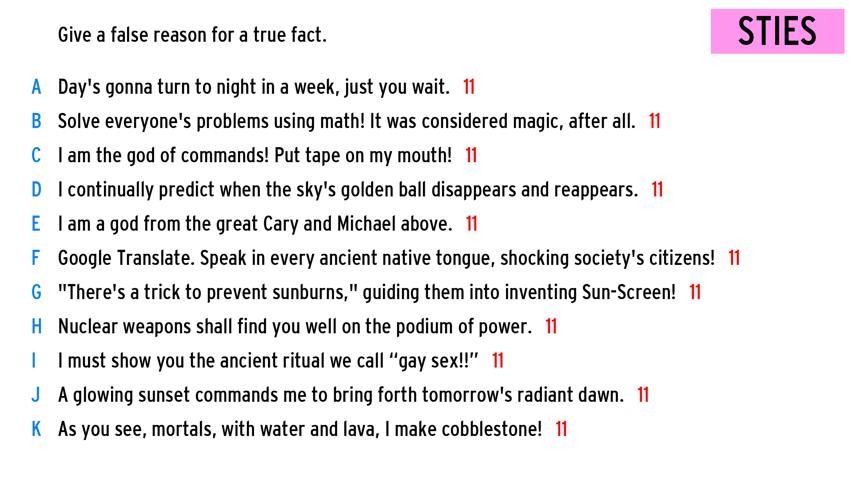 Give a false reason for a true fact.
STIES
A Day's gonna turn to night in a week, just you wait. 11
B Solve everyone's problems using math! It was considered magic, after all. 11
C I am the god of commands! Put tape on my mouth! 11
D I continually predict when the sky's golden ball disappears and reappears. 11
E I am a god from the great Cary and Michael above. 11
F Google Translate. Speak in every ancient native tongue, shocking society's citizens! 11
G "There's a trick to prevent sunburns," guiding them into inventing Sun-Screen! 11
H Nuclear weapons shall find you well on the podium of power. 11
I I must show you the ancient ritual we call “gay sex!!” 11
J A glowing sunset commands me to bring forth tomorrow's radiant dawn. 11
K As you see, mortals, with water and lava, I make cobblestone! 11